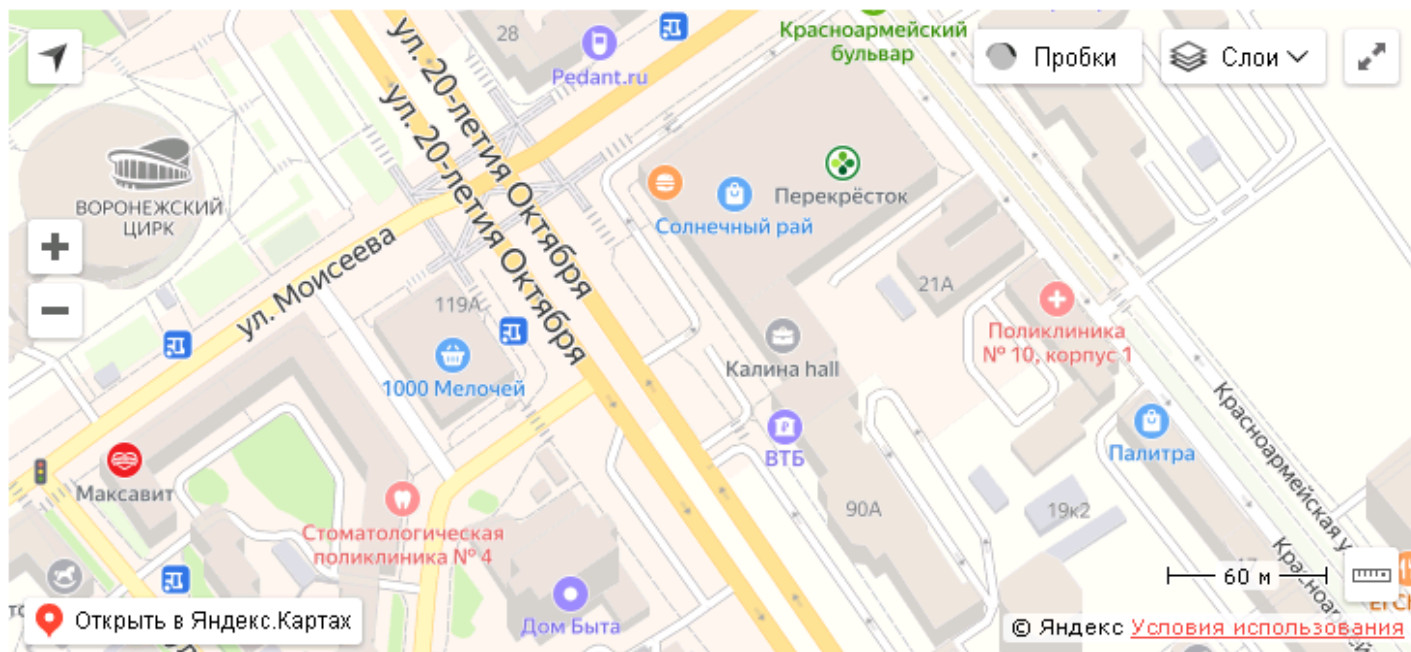 28
Pedant.ru
Красноармейский
бульвар
Пробки
Слои
ул. 20-летия Октября
ул. 20-летия Октября
ВОРОНЕЖСКИЙ
ЦИРК
Перекрёсток
Солнечный рай
ул. Моисеева
119А
21А
1000 Мелочей
Калина hall
Поликлиника
№ 10, корпус 1
ВТБ
Палитра
Красноармейская у
Максавит
90А
19к2
Стоматологическая
поликлиника № 4
17
Красноармей
60 м
Дом Быта
Открыть в Яндекс.Картах
© Яндекс Условия использования